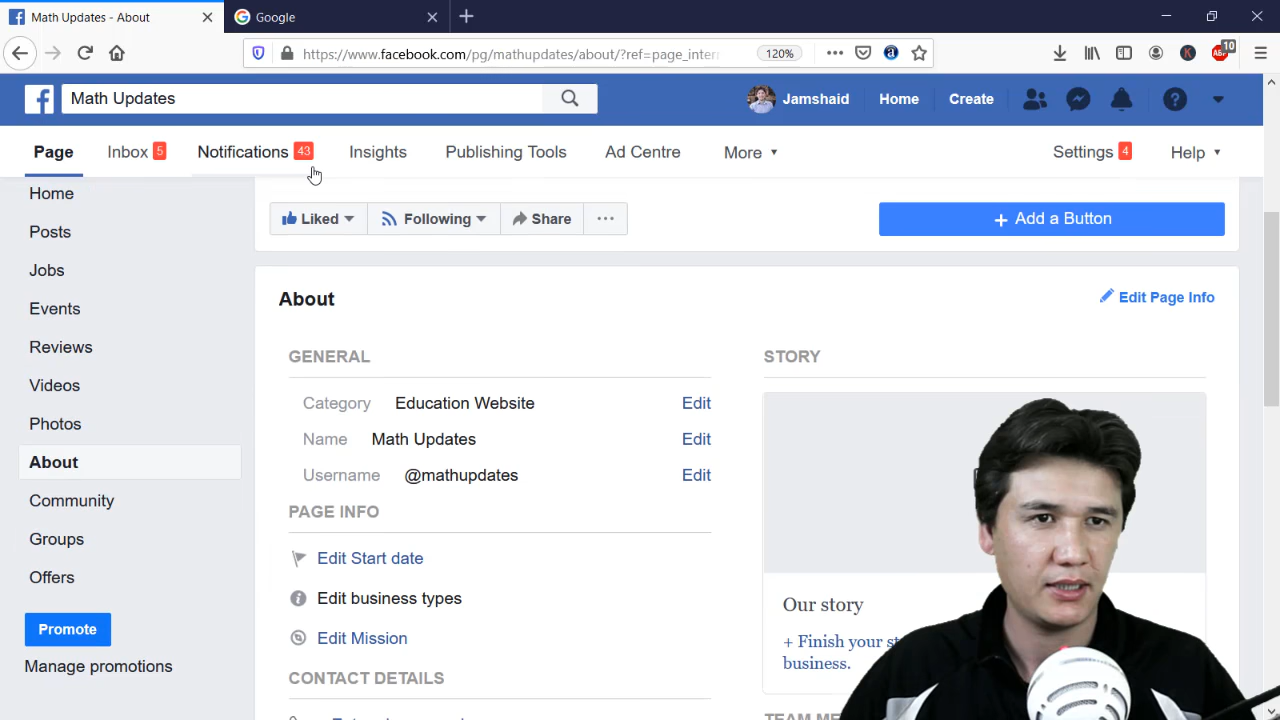 Math Updates - About
Google
https://www.facebook.com/pg/mathupdates/about/?ref=page_inter
120%
10
Math Updates
Jamshaid
Home
Create
Page
Inbox 5
Notifications 43
Insights
Publishing Tools
Ad Centre
More
Settings 4
Help
Home
Posts
Jobs
Events
Reviews
Videos
Photos
About
Community
Groups
Offers
Promote
Manage promotions
Liked
Following
Share
+ Add a Button
About
Edit Page Info
GENERAL
Category Education Website Edit
Name Math Updates Edit
Username @mathupdates Edit
PAGE INFO
Edit Start date
Edit business types
Edit Mission
CONTACT DETAILS
STORY
Our story
+ Finish your
business.